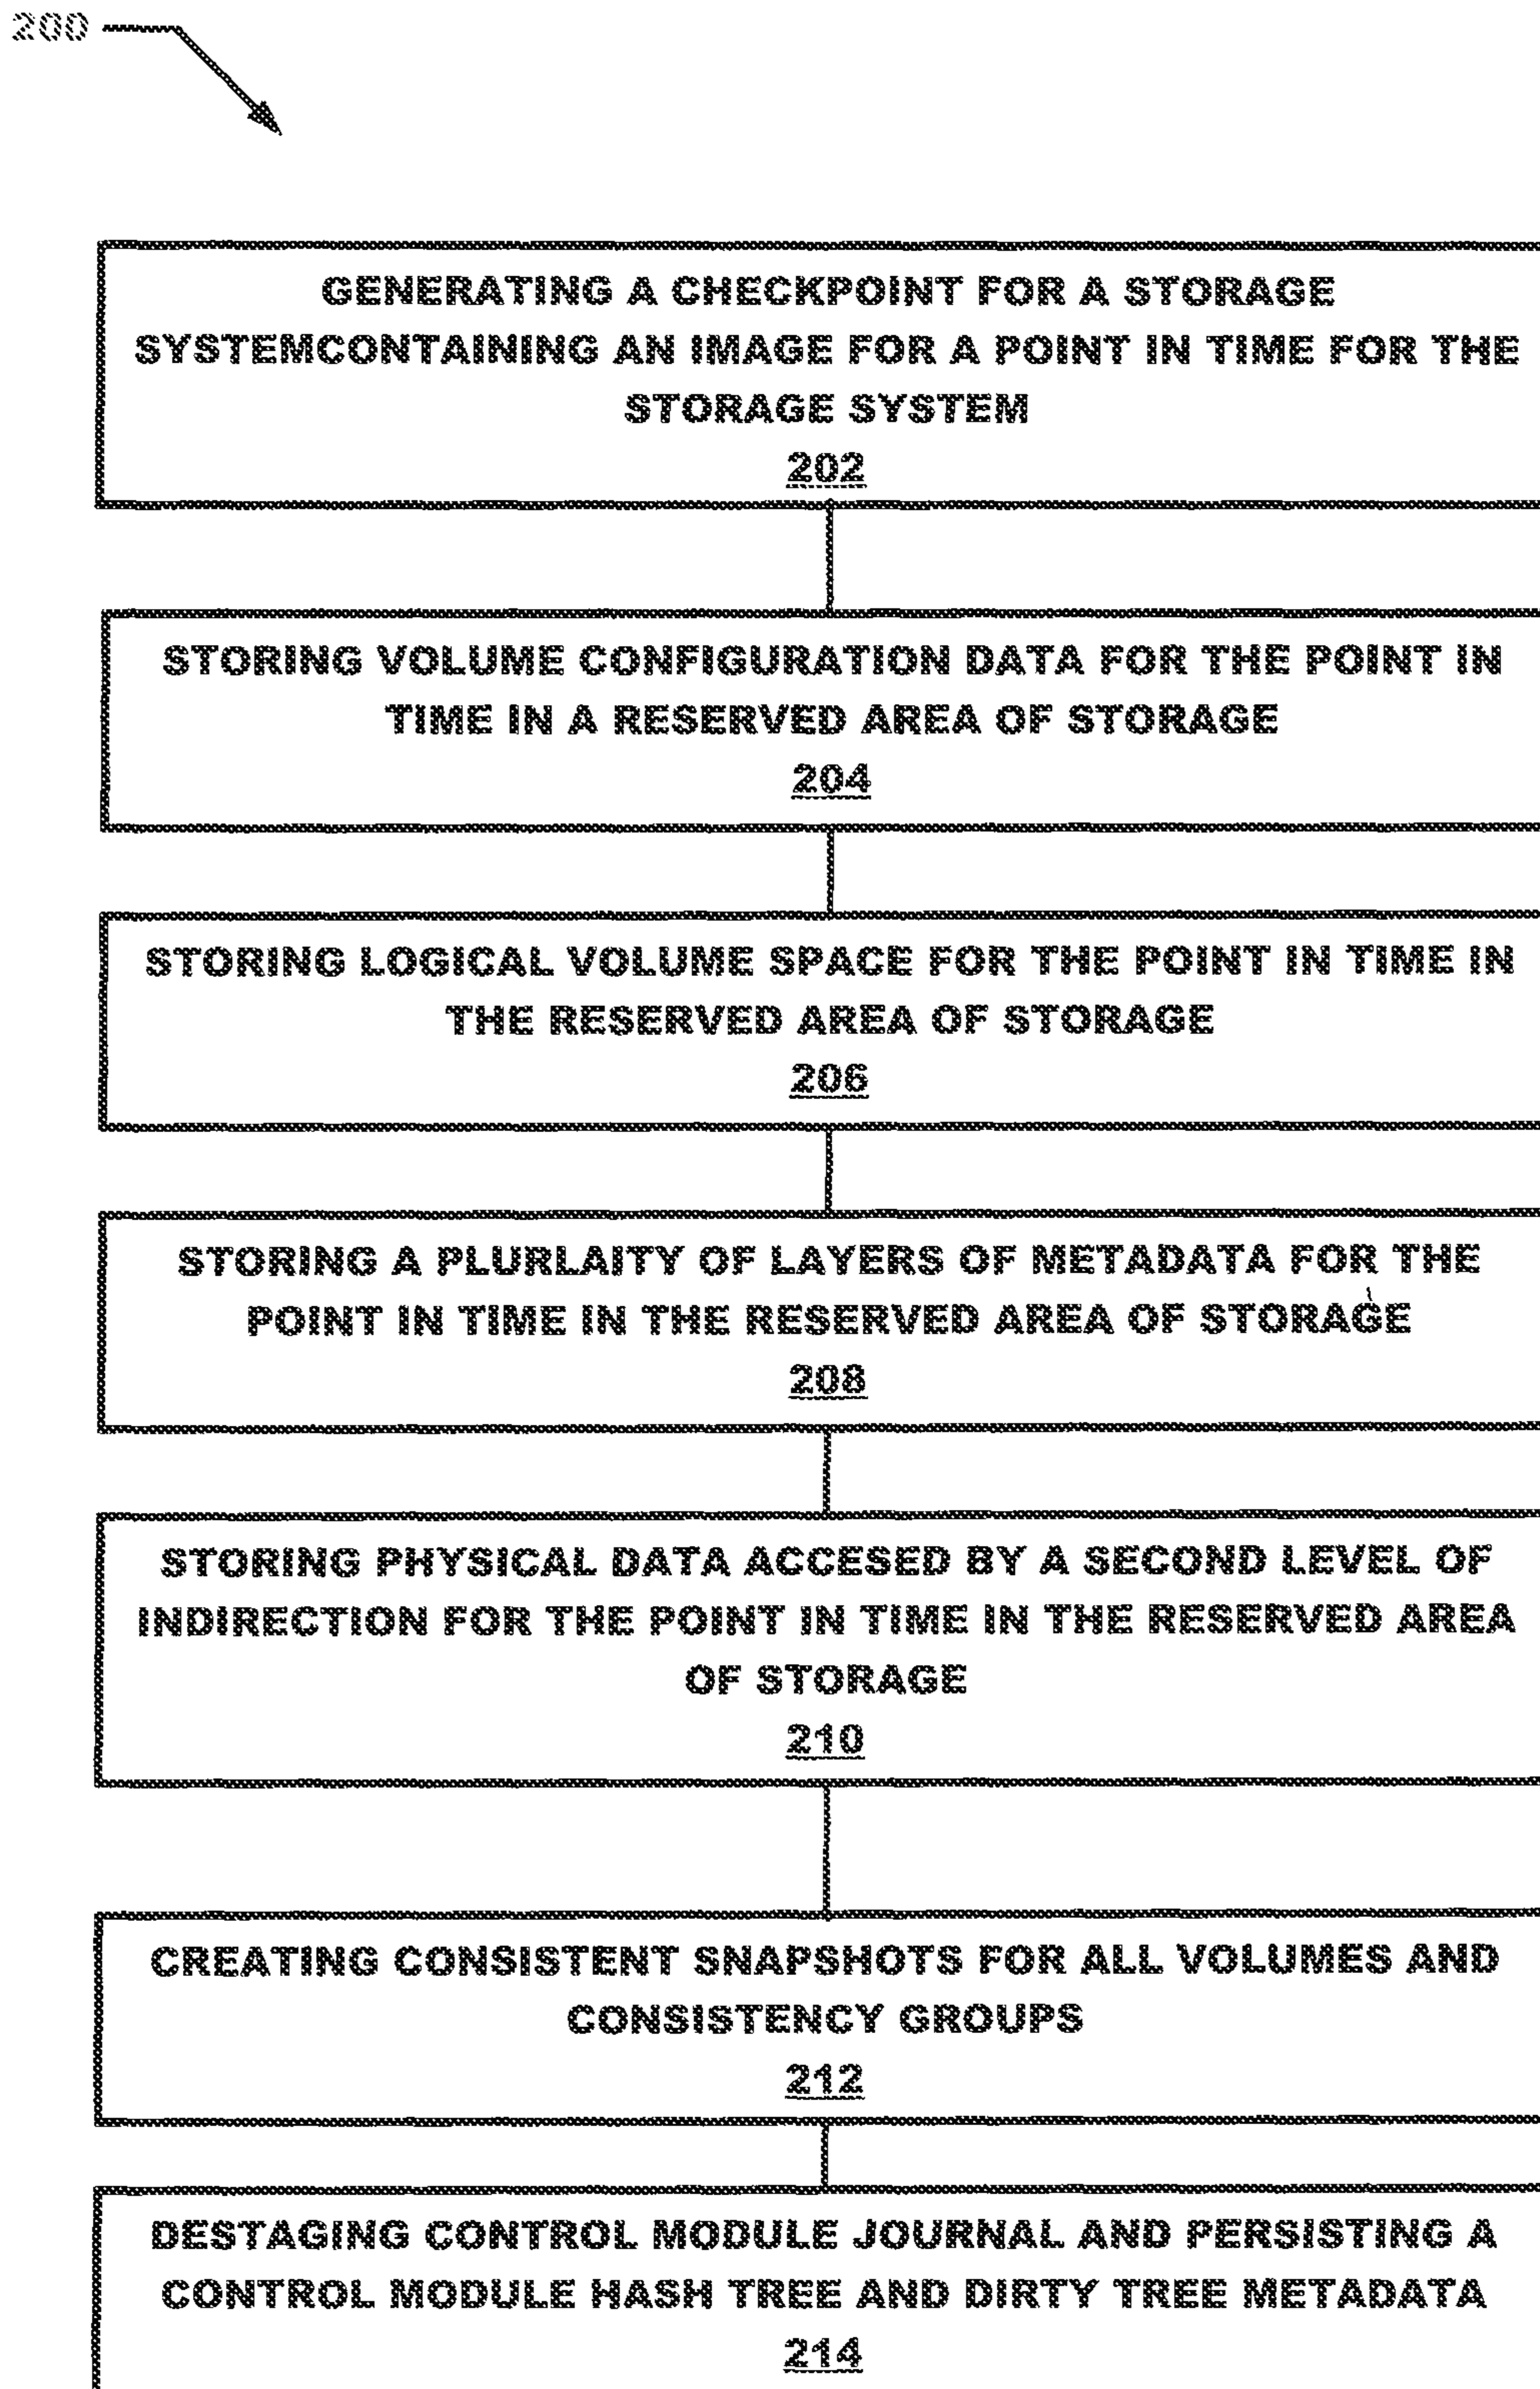 200
GENERATING A CHECKPOINT FOR A STORAGE
SYSTEMCONTAINING AN IMAGE FOR A POINT IN TIME FOR THE
STORAGE SYSTEM
202
STORING VOLUME CONFIGURATION DATA FOR THE POINT IN
TIME IN A RESERVED AREA OF STORAGE
204
STORING LOGICAL VOLUME SPACE FOR THE POINT IN TIME IN
THE RESERVED AREA OF STORAGE
206
STORING A PLURLAITY OF LAYERS OF METADATA FOR THE
POINT IN TIME IN THE RESERVED AREA OF STORAGE
208
STORING PHYSICAL DATA ACCESED BY A SECOND LEVEL OF
INDIRECTION FOR THE POINT IN TIME IN THE RESERVED AREA
OF STORAGE
210
CREATING CONSISTENT SNAPSHOTS FOR ALL VOLUMES AND
CONSISTENCY GROUPS
212
DESTAGING CONTROL MODULE JOURNAL AND PERSISTING A
CONTROL MODULE HASH TREE AND DIRTY TREE METADATA
214